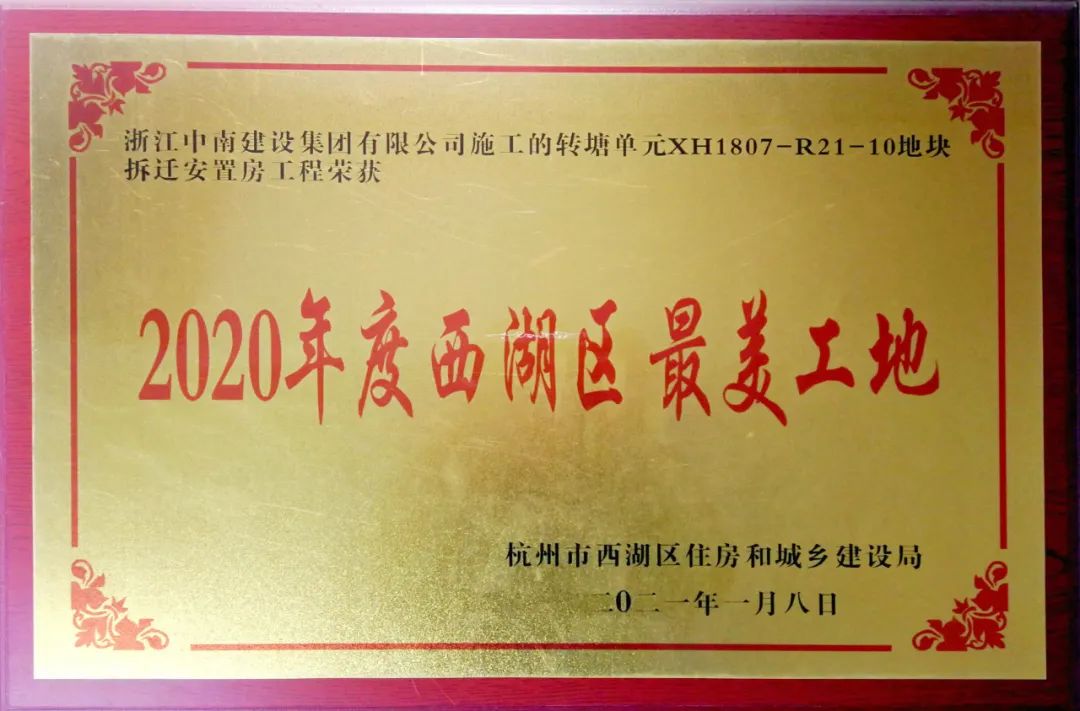 浙江中南建设集团有限公司施工的转塘单元XH1807-R21-10地块
拆迁安置房工程荣获
2020年度西湖区 最美工地
杭州市西湖区住房和城乡建设局
二0二一年一月八日